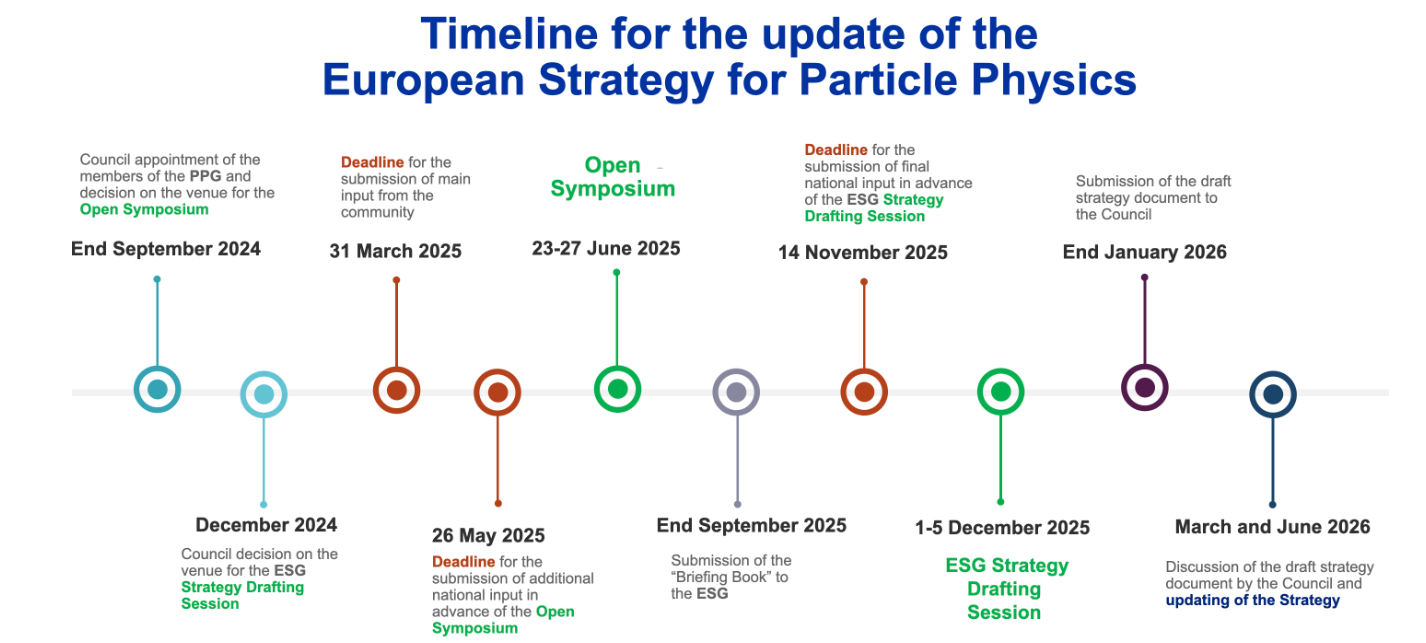 Timeline for the update of the
European Strategy for Particle Physics
Council appointment of the
members of the PPG and
decision on the venue for the
Open Symposium
End September 2024
Deadline for the
submission of main
input from the
community
31 March 2025
Open –
Symposium
23-27 June 2025
Deadline for the
submission of final
national input in advance
of the ESG Strategy
Drafting Session
14 November 2025
Submission of the draft
strategy document to
the Council
End January 2026
December 2024
Council decision on the
venue for the ESG
Strategy Drafting
Session
26 May 2025
Deadline for the
submission of additional
national input in
advance of the Open
Symposium
End September 2025
Submission of the
“Briefing Book” to
the ESG
1-5 December 2025
ESG Strategy
Drafting
Session
March and June 2026
Discussion of the draft strategy
document by the Council and
updating of the Strategy